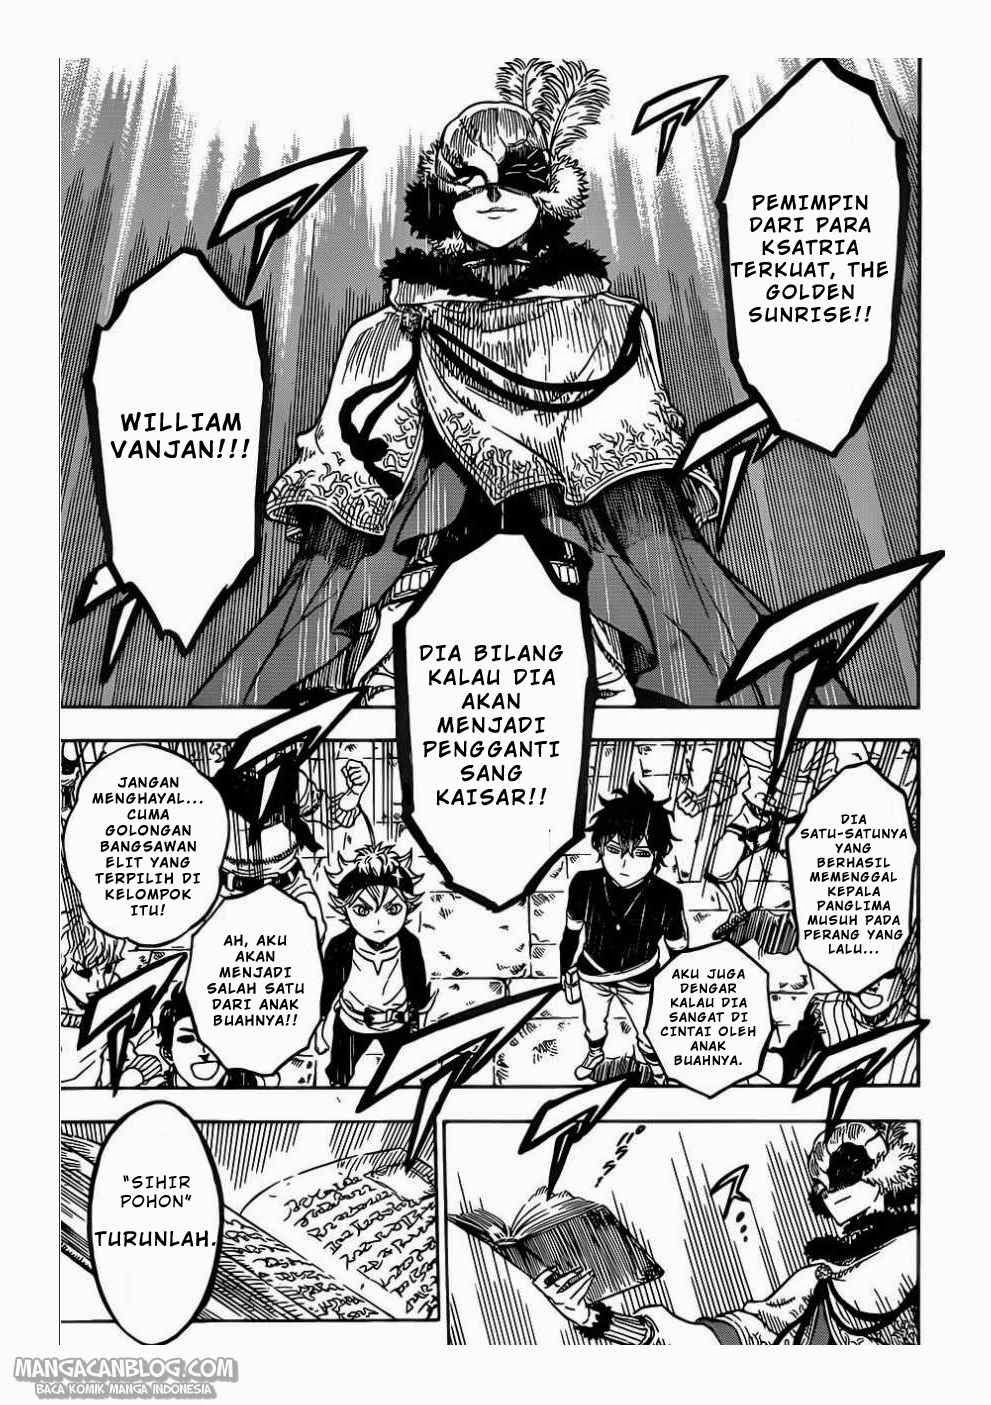 PEMIMPIN
DARI PARA
KSATRIA
TERKUAT, THE
GOLDEN
SUNRISE!!
WILLIAM
VANJAN!!!
DIA BILANG
KALAU DIA
AKAN
MENJADI
PENGGANTI
SANG
KAISAR!!
DIA
SATU-SATUNYA
YANG
BERHASIL
MEMENGGAL
KEPALA
PANGLIMA
MUSUH PADA
PERANG YANG
LALU...
AKU JUGA
DENGAR
KALAU DIA
SANGAT DI
CINTAI OLEH
ANAK
BUAHNYA.
AH, AKU
AKAN
MENJADI
SALAH SATU
DARI ANAK
BUAHNYA!!
JANGAN
MENGHAYAL...
CUMA
GOLONGAN
BANGSAWAN
ELIT YANG
TERPILIH DI
KELOMPOK
ITU!
"SIHIR
POHON"
TURUNLAH.
MANGACANBLOG.COM
BACA KOMIK MANGA INDONESIA